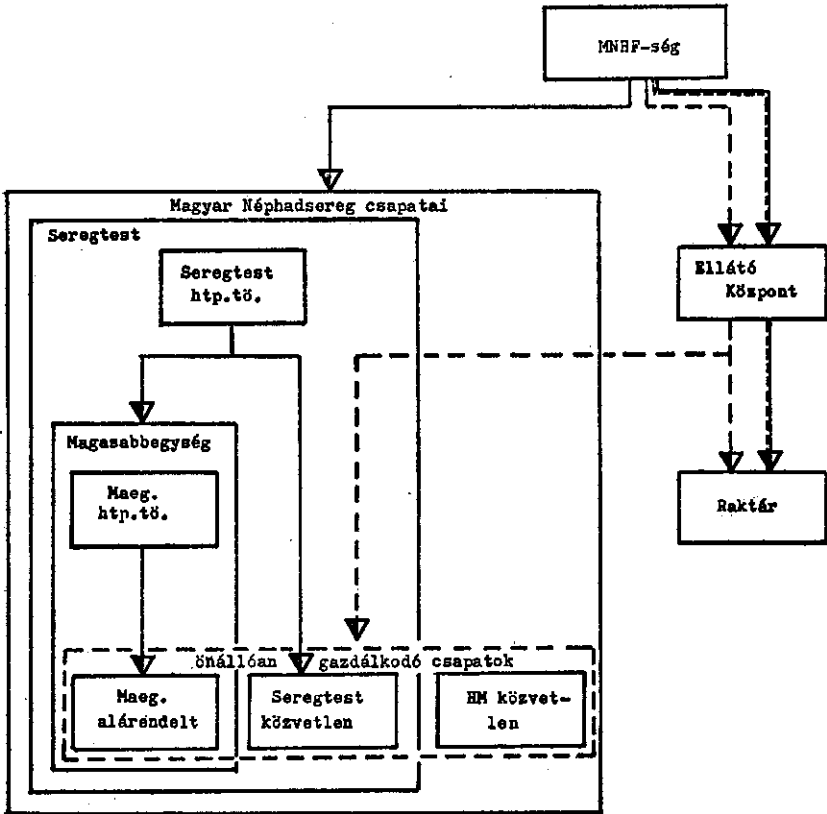 MNHF-ség
Magyar Néphadsereg csapatai
Seregtest
Seregtest
htp.tö.
Ellátó
Központ
Magasabbegység
Maeg.
htp.tö.
Raktár
önállóan gazdálkodó csapatok
Maeg.
alárendelt
Seregtest
közvetlen
HM közvet-
len